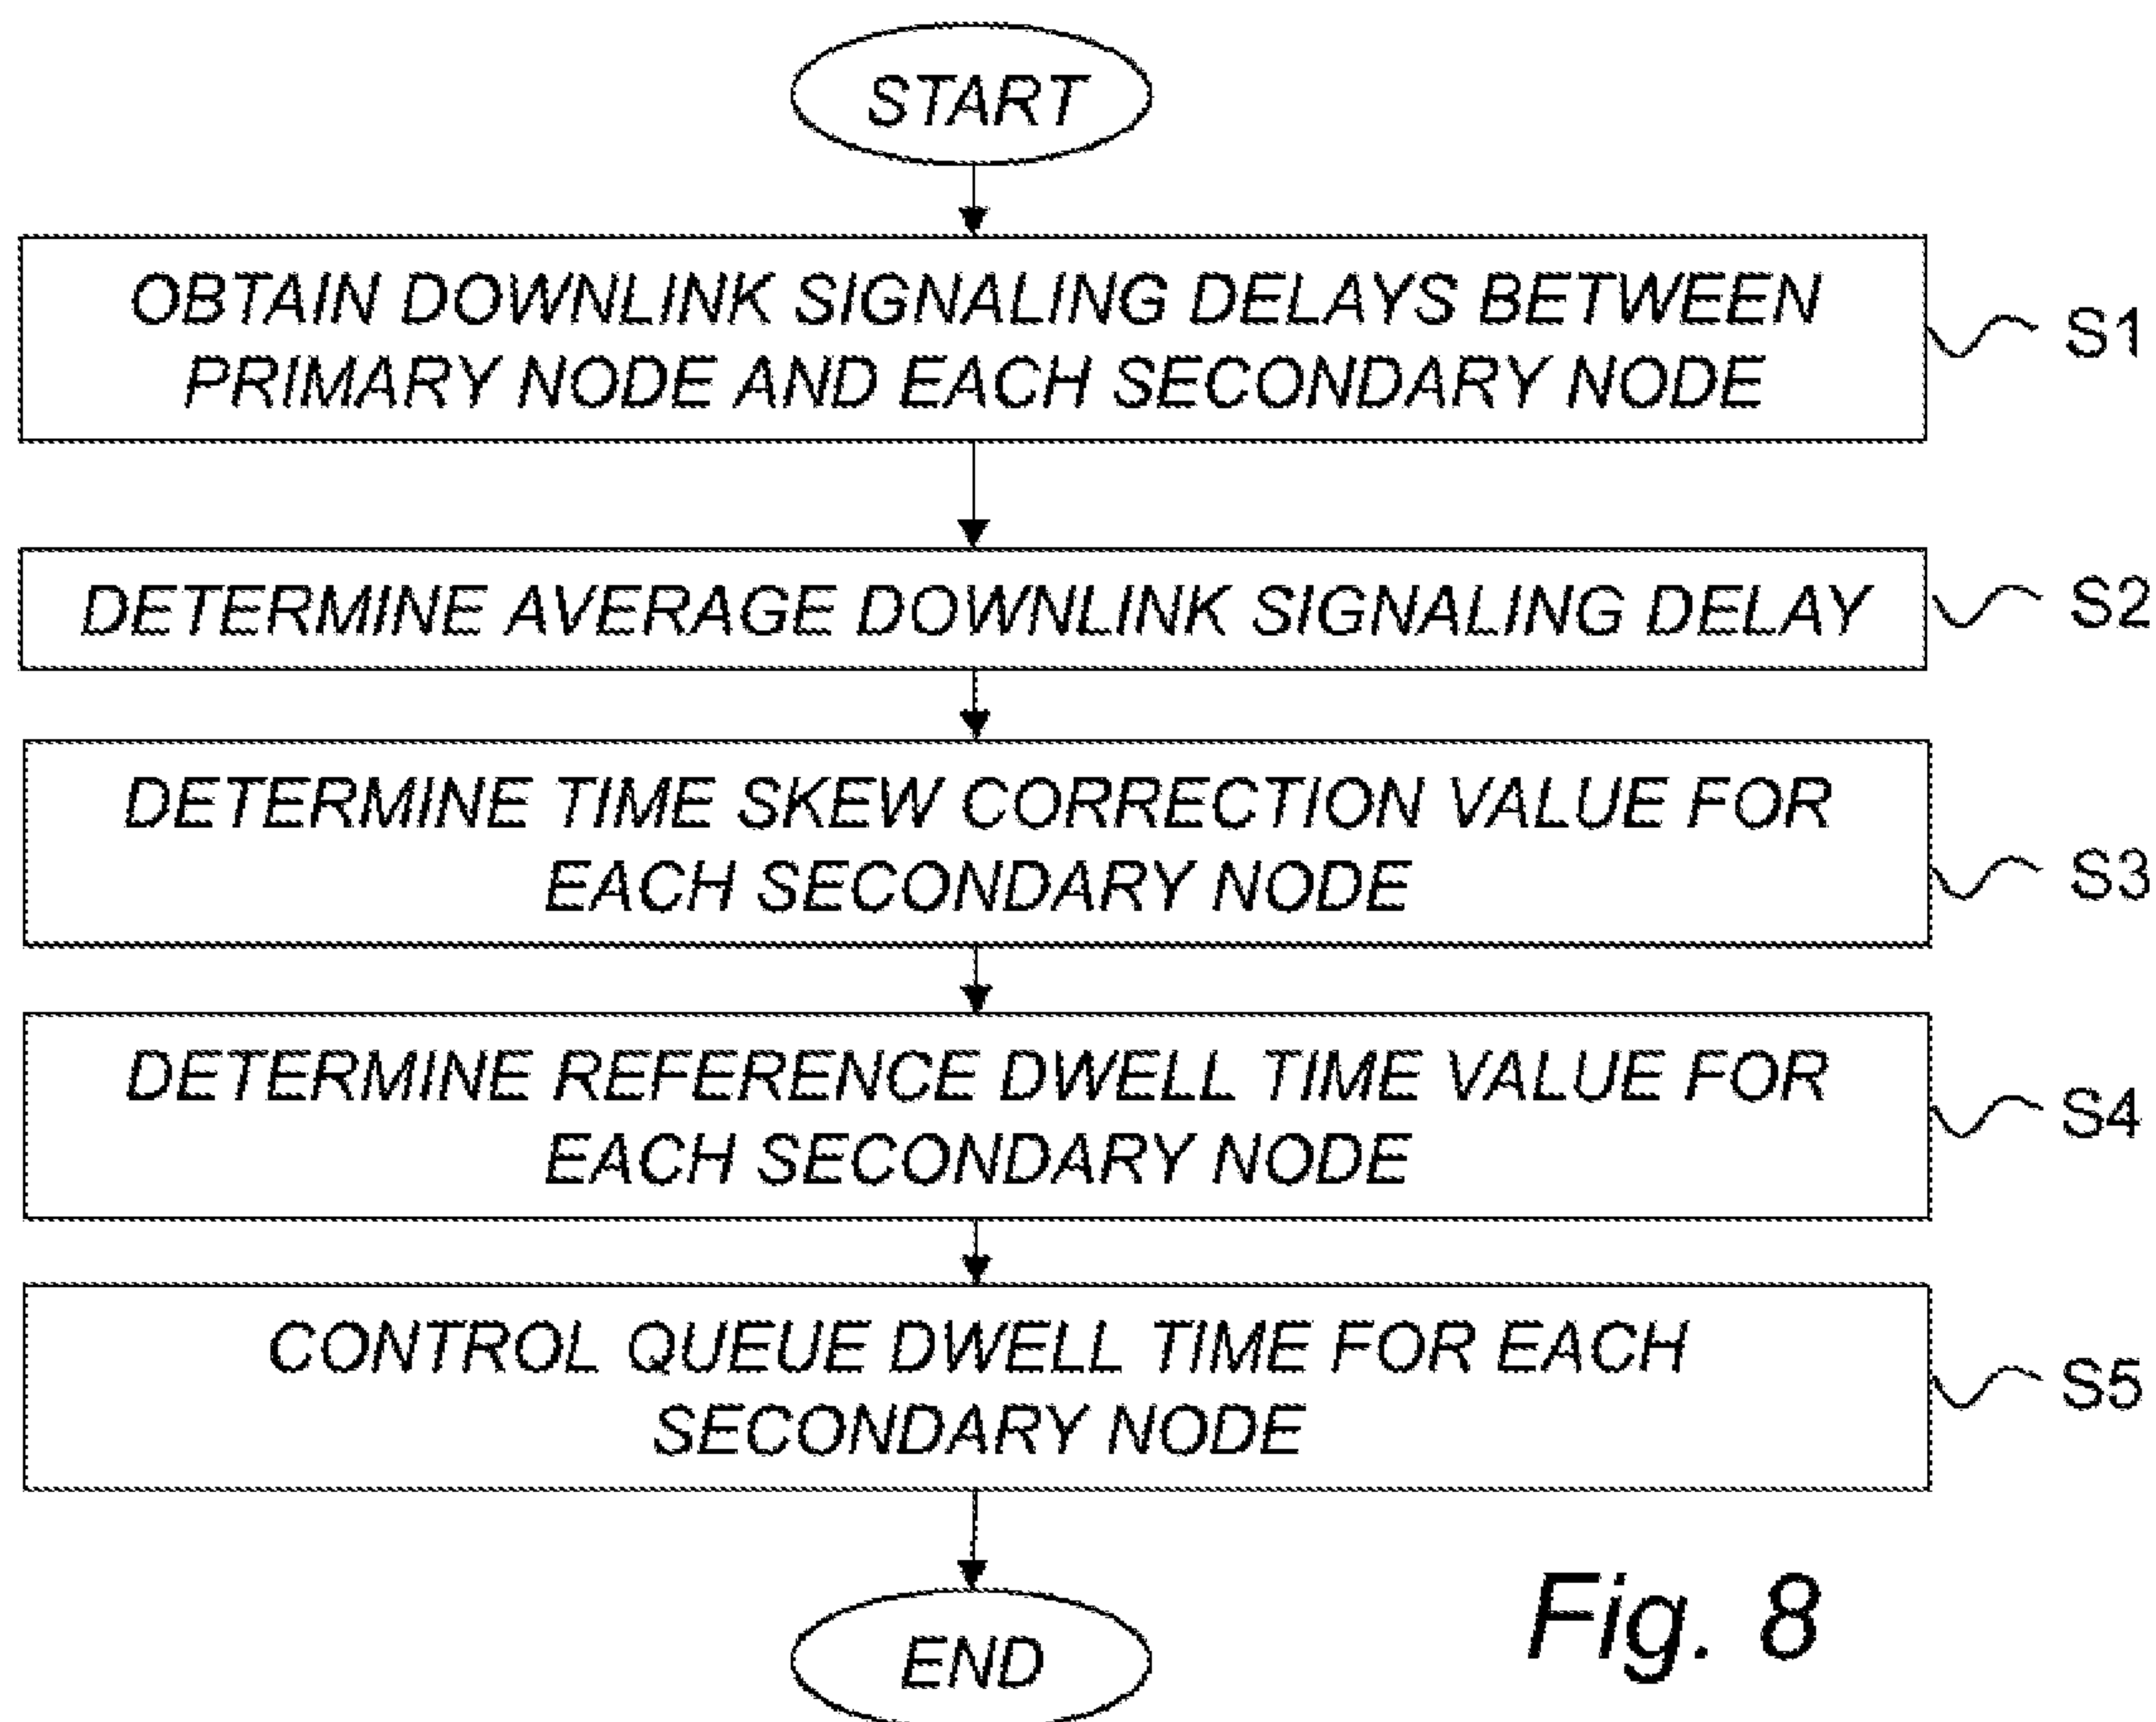 START
OBTAIN DOWNLINK SIGNALING DELAYS BETWEEN
PRIMARY NODE AND EACH SECONDARY NODE
S1
DETERMINE AVERAGE DOWNLINK SIGNALING DELAY
S2
DETERMINE TIME SKEW CORRECTION VALUE FOR
EACH SECONDARY NODE
S3
DETERMINE REFERENCE DWELL TIME VALUE FOR
EACH SECONDARY NODE
S4
CONTROL QUEUE DWELL TIME FOR EACH
SECONDARY NODE
S5
END
Fig. 8